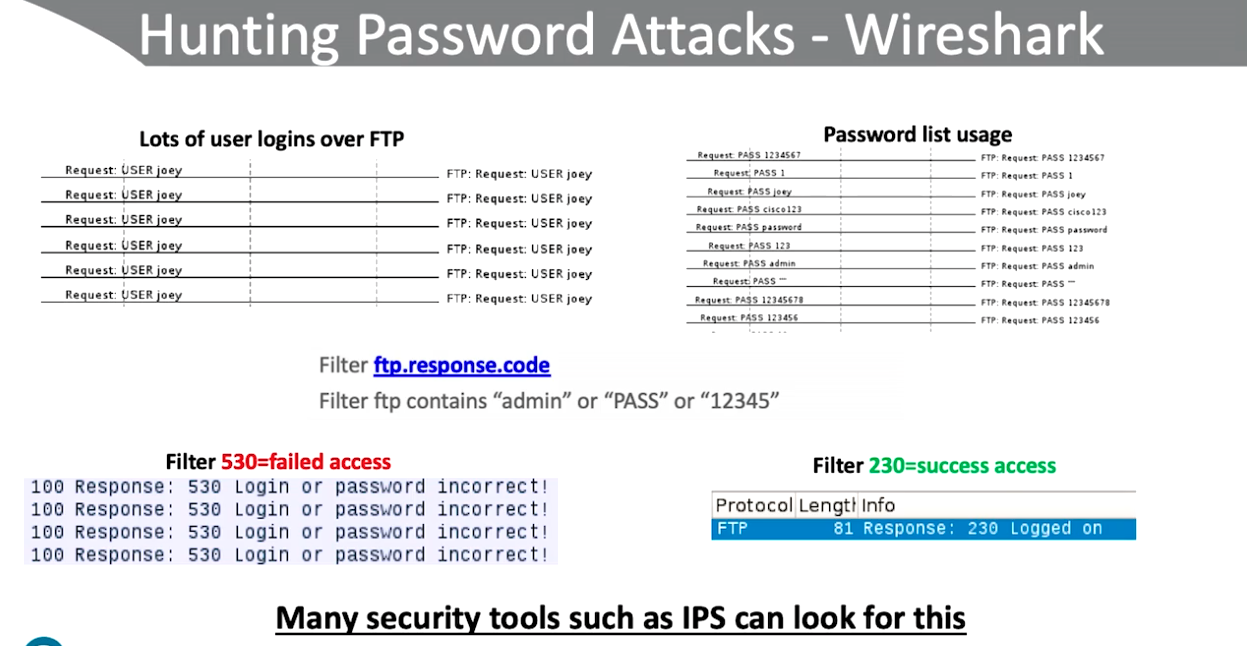 Hunting Password Attacks - Wireshark
Lots of user logins over FTP
Request: USER joey
FTP: Request: USER joey
Request: USER joey
FTP: Request: USER joey
Request: USER joey
FTP: Request: USER joey
Request: USER joey
FTP: Request: USER joey
Request: USER joey
FTP: Request: USER joey
Request: USER joey
FTP: Request: USER joey
Password list usage
Request: PASS 1234567
FTP: Request: PASS 1234567
Request: PASS 1
FTP: Request: PASS 1
Request: PASS joey
FTP: Request: PASS joey
Request: PASS cisco123
FTP: Request: PASS cisco123
Request: PASS password
FTP: Request: PASS password
Request: PASS 123
FTP: Request: PASS 123
Request: PASS admin
FTP: Request: PASS admin
Request: PASS
FTP: Request: PASS
Request: PASS 12345678
FTP: Request: PASS 12345678
Request: PASS 123456
FTP: Request: PASS 123456
Filter ftp.response.code
Filter ftp contains “admin” or “PASS” or “12345”
Filter 530=failed access
100 Response: 530 Login or password incorrect!
100 Response: 530 Login or password incorrect!
100 Response: 530 Login or password incorrect!
100 Response: 530 Login or password incorrect!
Filter 230=success access
Protocol Lengt Info
FTP 81 Response: 230 Logged on
Many security tools such as IPS can look for this